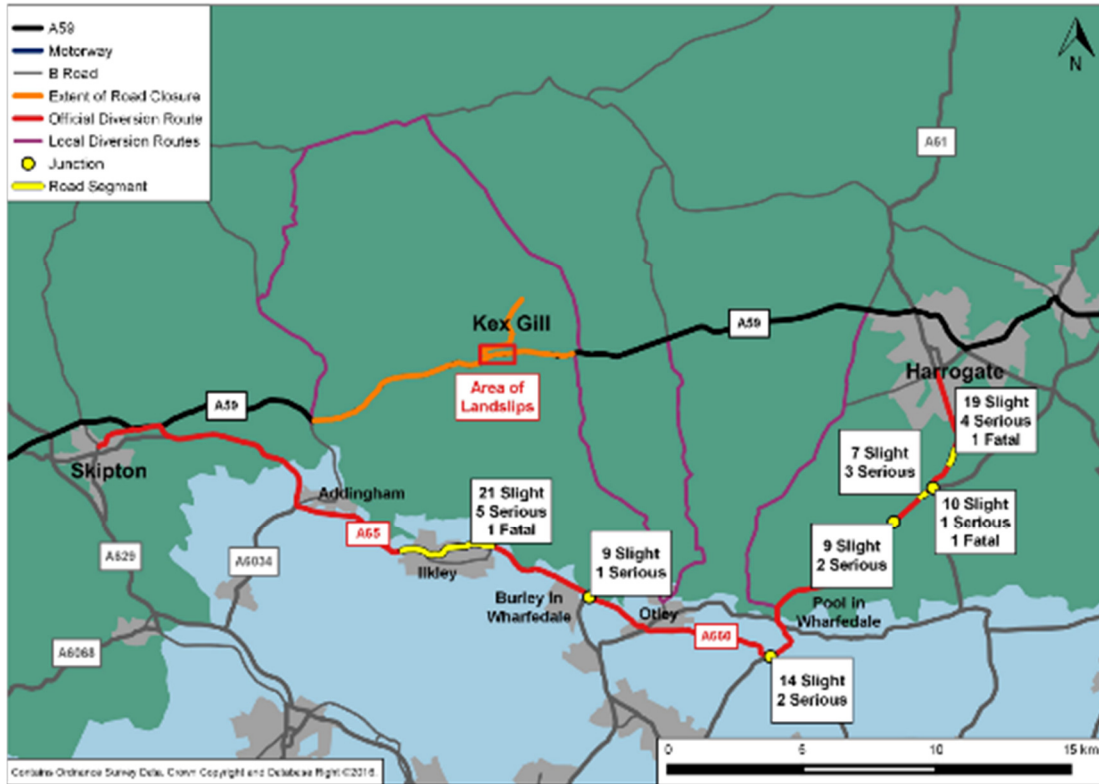 A59
Motorway
B Road
Extent of Road Closure
Official Diversion Route
Local Diversion Routes
Junction
Road Segment
N
A61
Kex Gill
A59
Harrogate
Area of
Landslips
A59
19 Slight
4 Serious
1 Fatal
Skipton
7 Slight
3 Serious
Addingham
21 Slight
5 Serious
1 Fatal
10 Slight
1 Serious
1 Fatal
A65
9 Slight
1 Serious
9 Slight
2 Serious
A629
A6034
Ilkley
Burley In
Wharfedale
Otley
Pool in
Wharfedale
A660
A6068
14 Slight
2 Serious
0 5 10 15 km
Contains Ordnance Survey Data. Crown Copyright and Database Right ©2016.